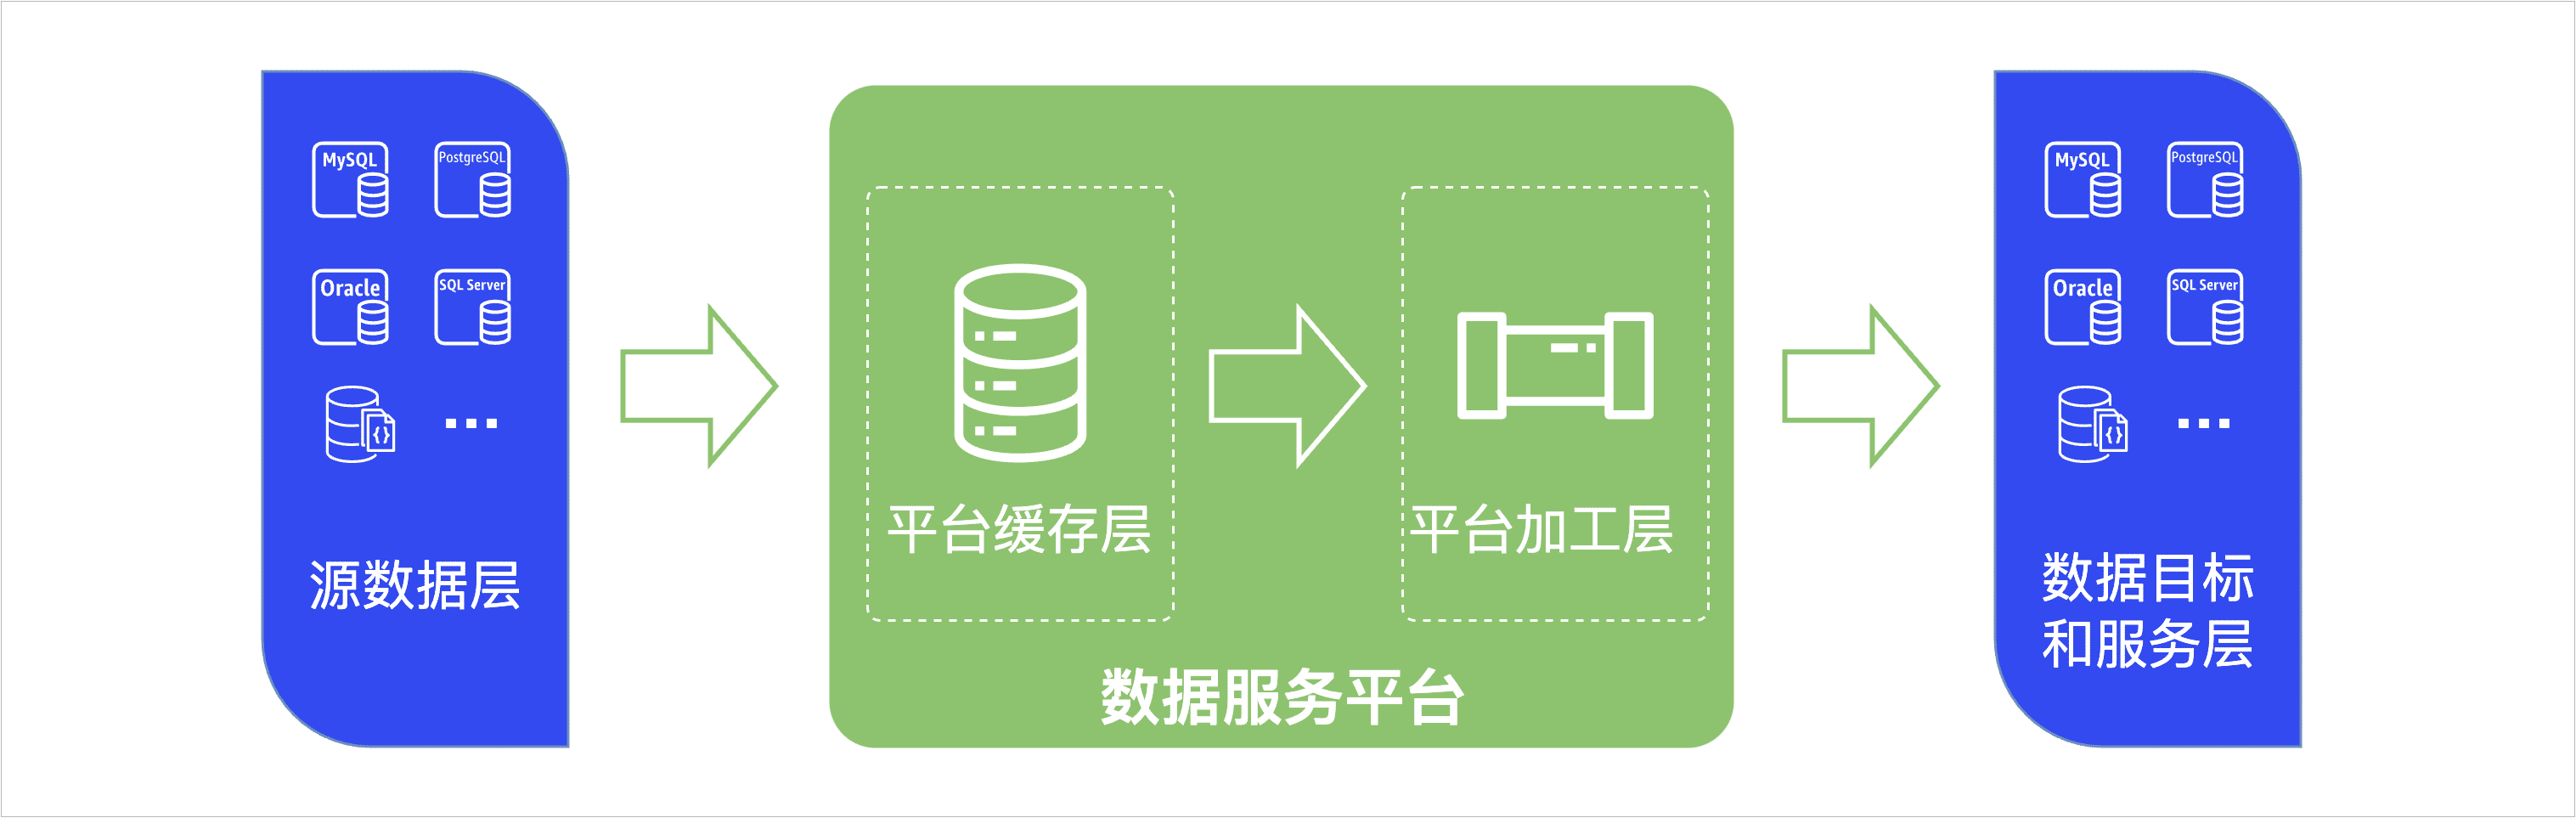 MySQL
PostgreSQL
Oracle
SQL Server
{}
...
源数据层
平台缓存层
平台加工层
数据服务平台
MySQL
PostgreSQL
Oracle
SQL Server
{}
...
数据目标
和服务层